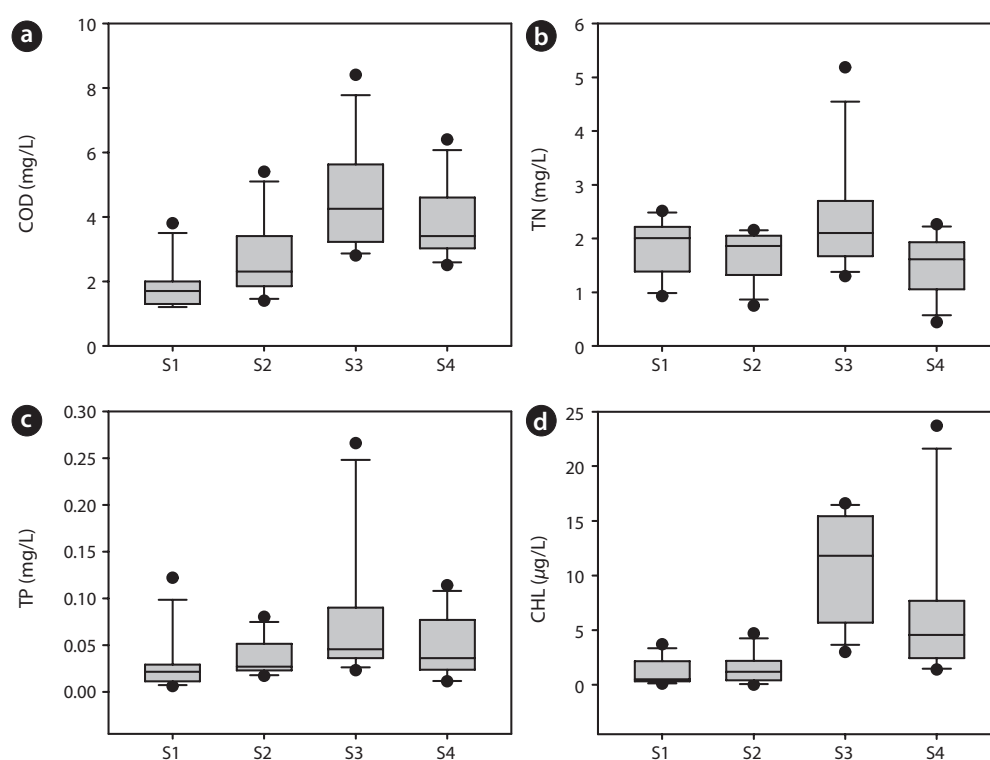 a
COD (mg/L)
10
8
6
4
2
0
S1 S2 S3 S4
b
TN (mg/L)
6
5
4
3
2
1
0
S1 S2 S3 S4
c
TP (mg/L)
0.30
0.25
0.20
0.15
0.10
0.05
0.00
S1 S2 S3 S4
d
CHL (μg/L)
25
20
15
10
5
0
S1 S2 S3 S4